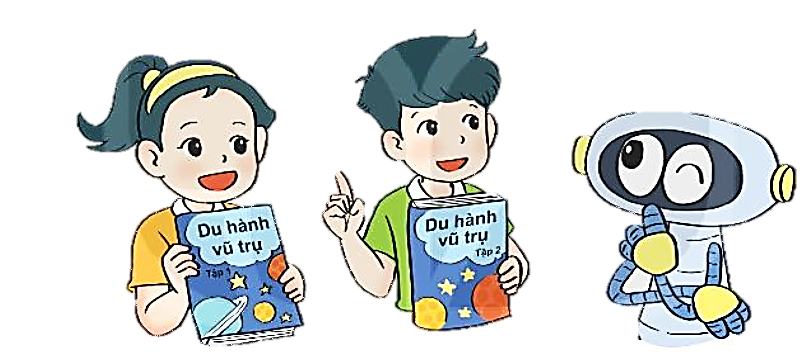 Du hành
vũ trụ
Tập 1
Du hành
vũ trụ
Tập 2